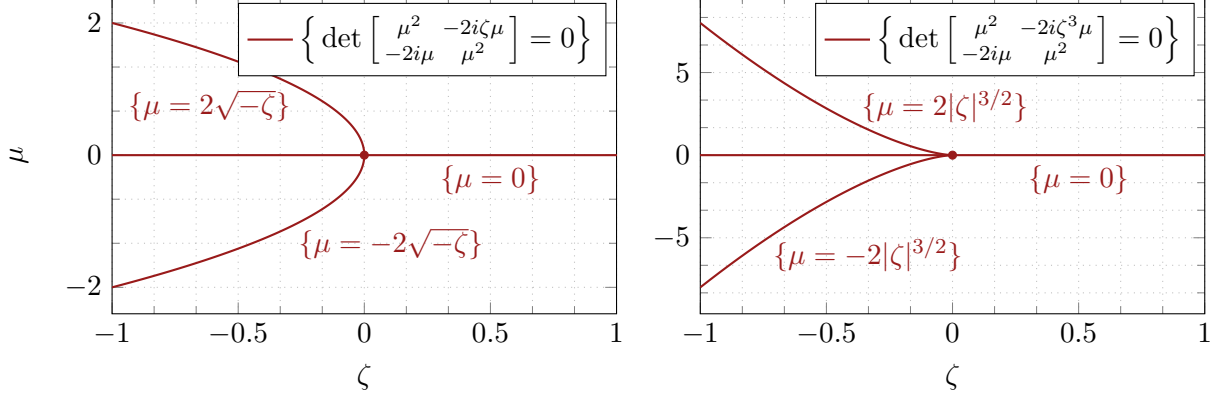 2
0
−2
μ
−1
−0.5
0
0.5
1
ζ
{ det [ μ² −2iζμ
−2iμ μ² ] = 0 }
{μ = 2√−ζ}
{μ = 0}
{μ = −2√−ζ}
5
0
−5
−1
−0.5
0
0.5
1
ζ
{ det [ μ² −2iζ³μ
−2iμ μ² ] = 0 }
{μ = 2|ζ|^{3/2}}
{μ = 0}
{μ = −2|ζ|^{3/2}}